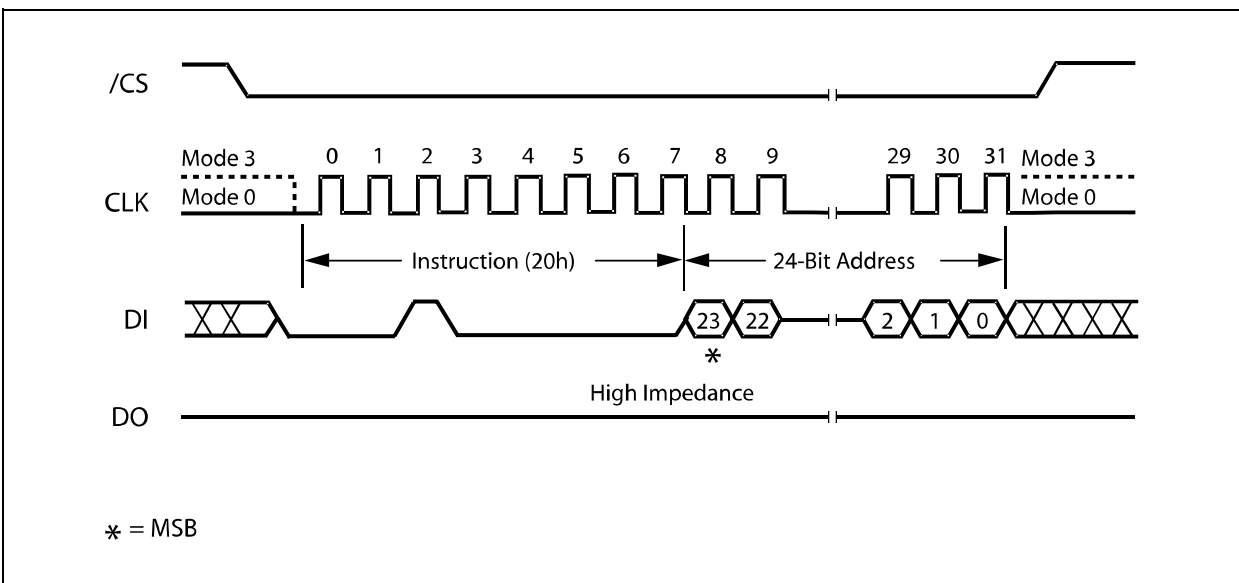 /CS
Mode 3 0 1 2 3 4 5 6 7 8 9 29 30 31 Mode 3
CLK Mode 0 Mode 0
Instruction (20h) 24-Bit Address
DI 23 22 2 1 0
*
High Impedance
DO
* = MSB